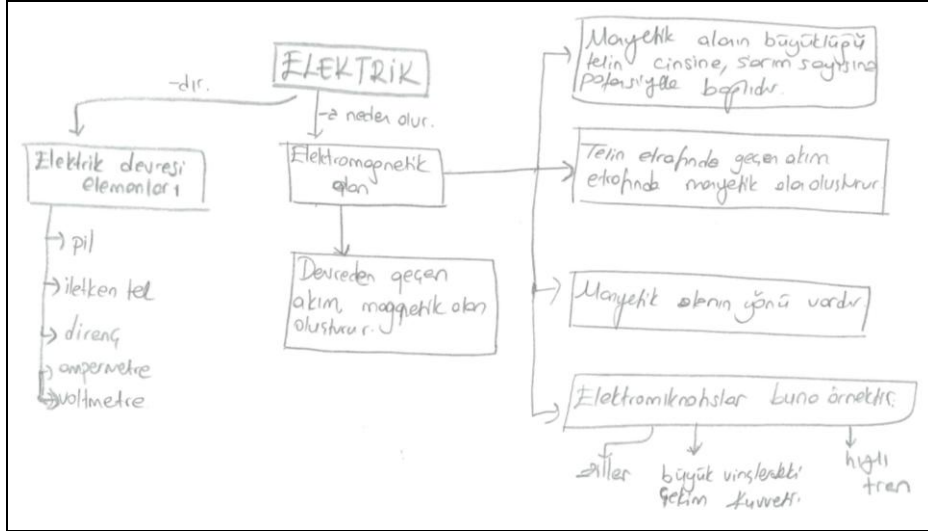 ELEKTRİK
-dır.
-e neden olur.
Elektrik devresi
elemanları
pil
iletken tel
direnç
ampermetre
voltmetre
Elektromagnetik
alan
Devreden geçen
akım, magnetik alan
oluşturur.
Manyetik alanın büyüklüğü
telin cinsine, sarım sayısına
potansiyele bağlıdır.
Telin etrafında geçen akım
etrafında manyetik alan oluşturur.
Manyetik alanın yönü vardır
buna örnektir.
ziller
büyük vinçlerdeki
çekim kuvveti.
hızlı
tren